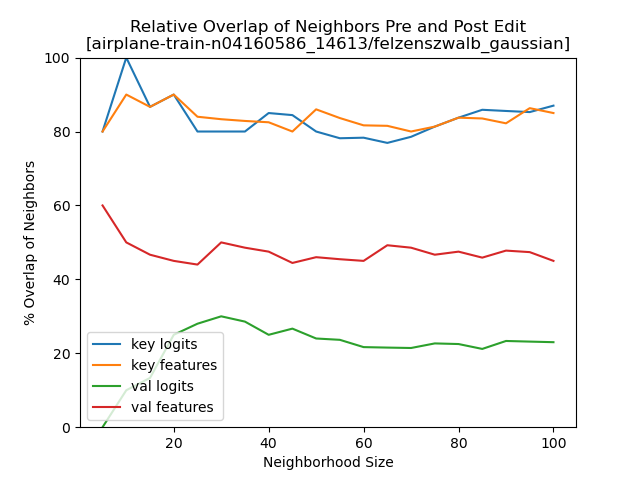 Relative Overlap of Neighbors Pre and Post Edit
[airplane-train-n04160586_14613/felzenszwalb_gaussian]
100
80
60
40
20
0
% Overlap of Neighbors
key logits
key features
val logits
val features
20 40 60 80 100
Neighborhood Size